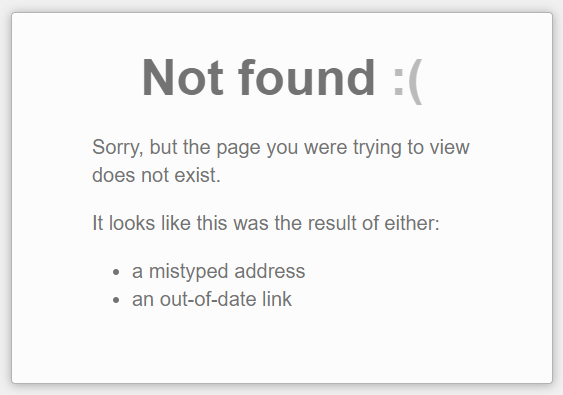 Not found :(
Sorry, but the page you were trying to view
does not exist.
It looks like this was the result of either:
• a mistyped address
• an out-of-date link